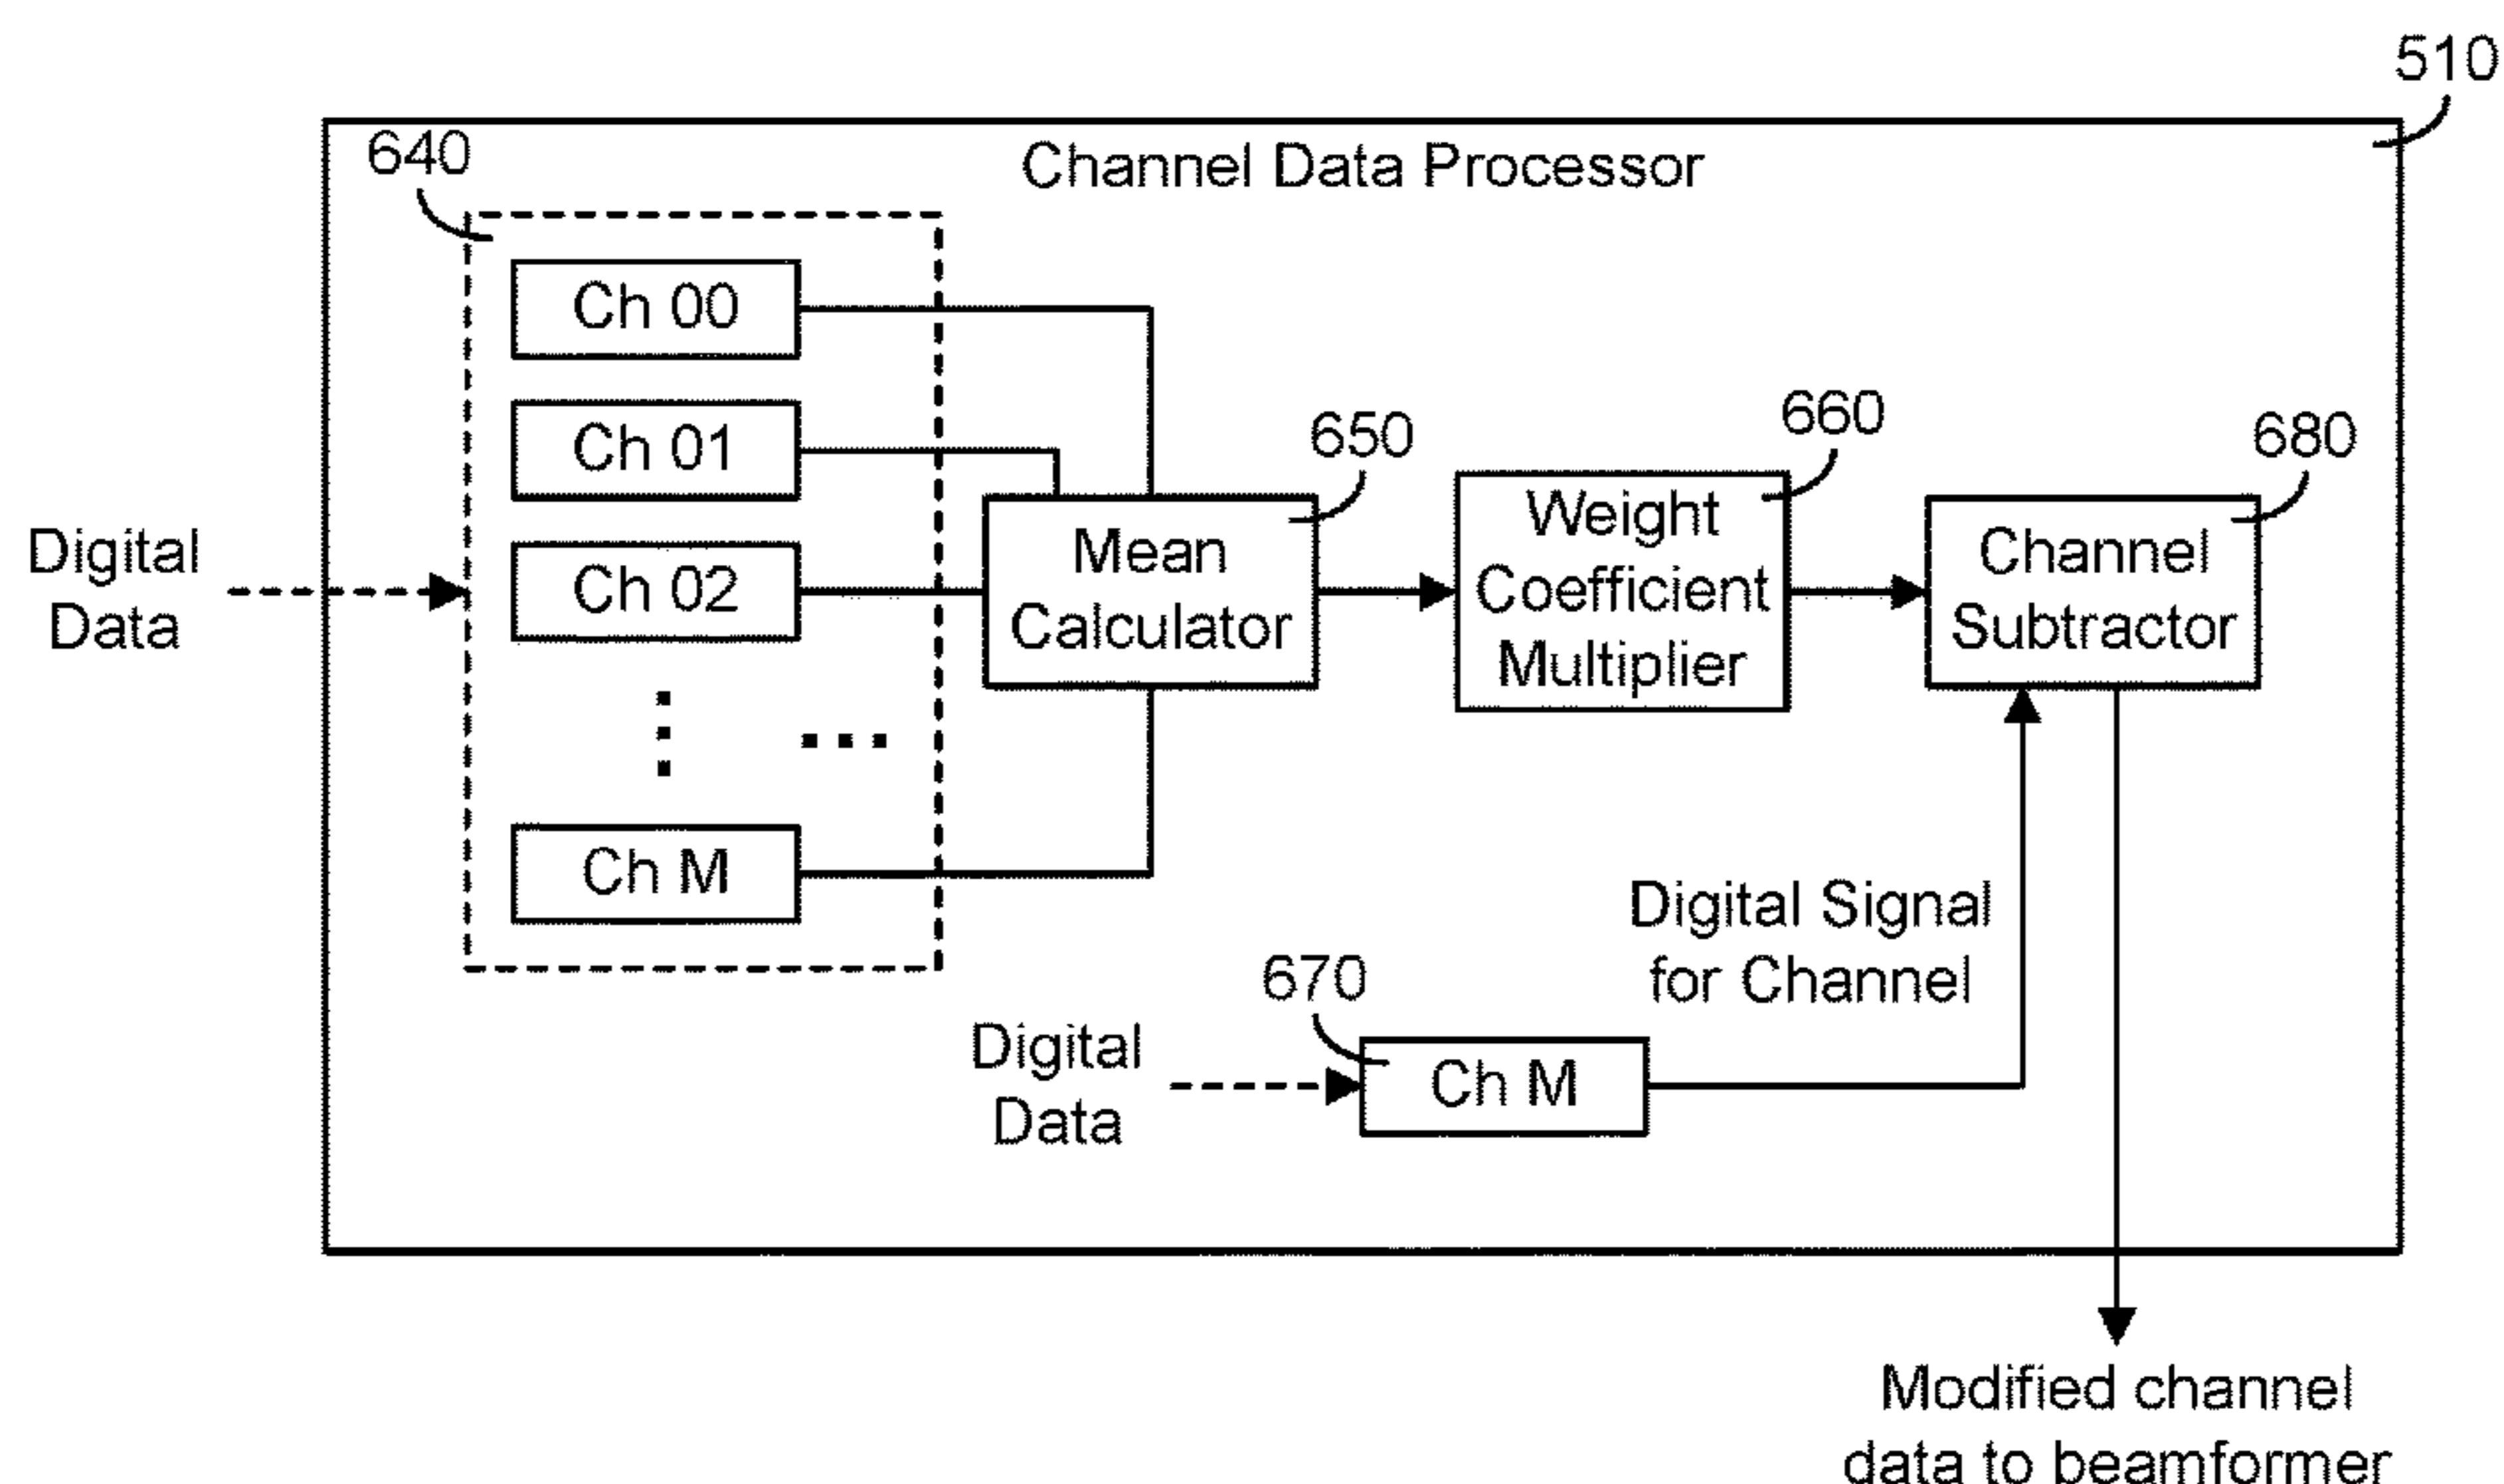 510
640
Channel Data Processor
Ch 00
Ch 01
Ch 02
Ch M
Digital
Data
650
Mean
Calculator
660
Weight
Coefficient
Multiplier
680
Channel
Subtractor
Digital Signal
for Channel
670
Digital
Data
Ch M
Modified channel
data to beamformer